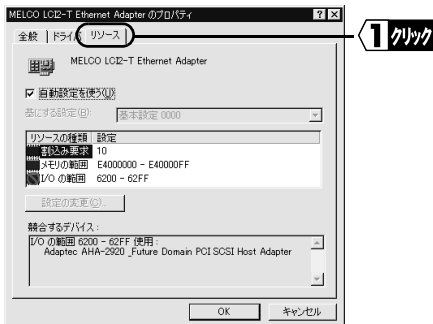 MELCO LCI2-T Ethernet Adapter のプロパティ
全般 ドライバ リソース
1 クリック
MELCO LCI2-T Ethernet Adapter
自動設定を使う(U)
基にする設定(B): 基本設定 0000
リソースの種類 設定
割込み要求 10
メモリの範囲 E4000000 - E40000FF
I/O の範囲 6200 - 62FF
設定の変更(C)...
競合するデバイス:
I/O の範囲 6200 - 62FF 使用:
Adaptec AHA-2920 _Future Domain PCI SCSI Host Adapter
OK キャンセル